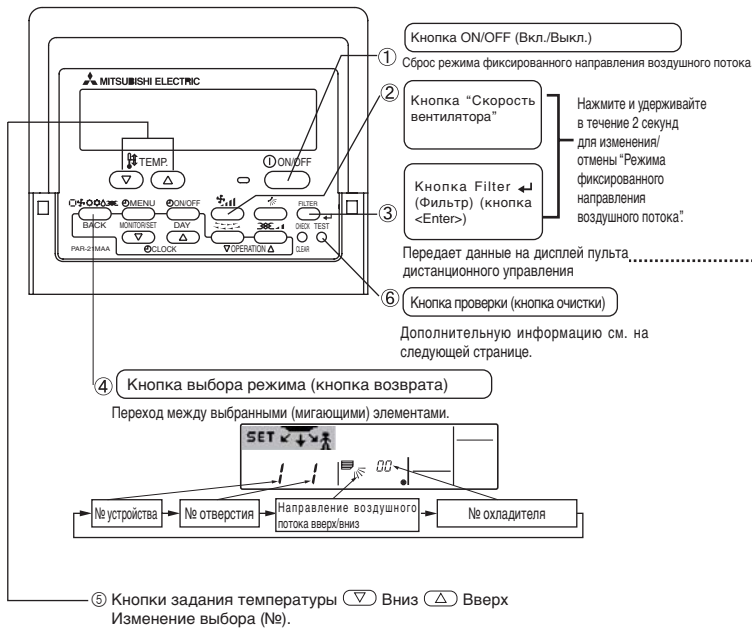 Кнопка ON/OFF (Вкл./Выкл.)
① Сброс режима фиксированного направления воздушного потока
MITSUBISHI ELECTRIC
②
Кнопка “Скорость
вентилятора”
Нажмите и удерживайте
в течение 2 секунд
для изменения/
отмены “Режима
фиксированного
направления
воздушного потока”.
TEMP.
ON/OFF
Кнопка Filter ↵
(Фильтр) (кнопка
<Enter>)
③
MENU ON/OFF FILTER
BACK MONITOR/SET DAY CHECK TEST
PAR-21MAA CLOCK ▽OPERATION△ CLEAR
Передает данные на дисплей пульта
дистанционного управления
⑥ Кнопка проверки (кнопка очистки)
Дополнительную информацию см. на
следующей странице.
④ Кнопка выбора режима (кнопка возврата)
Переход между выбранными (мигающими) элементами.
SET
1 1 00
№ устройства
№ отверстия
Направление воздушного
потока вверх/вниз
№ охладителя
⑤ Кнопки задания температуры ▽ Вниз △ Вверх
Изменение выбора (№).